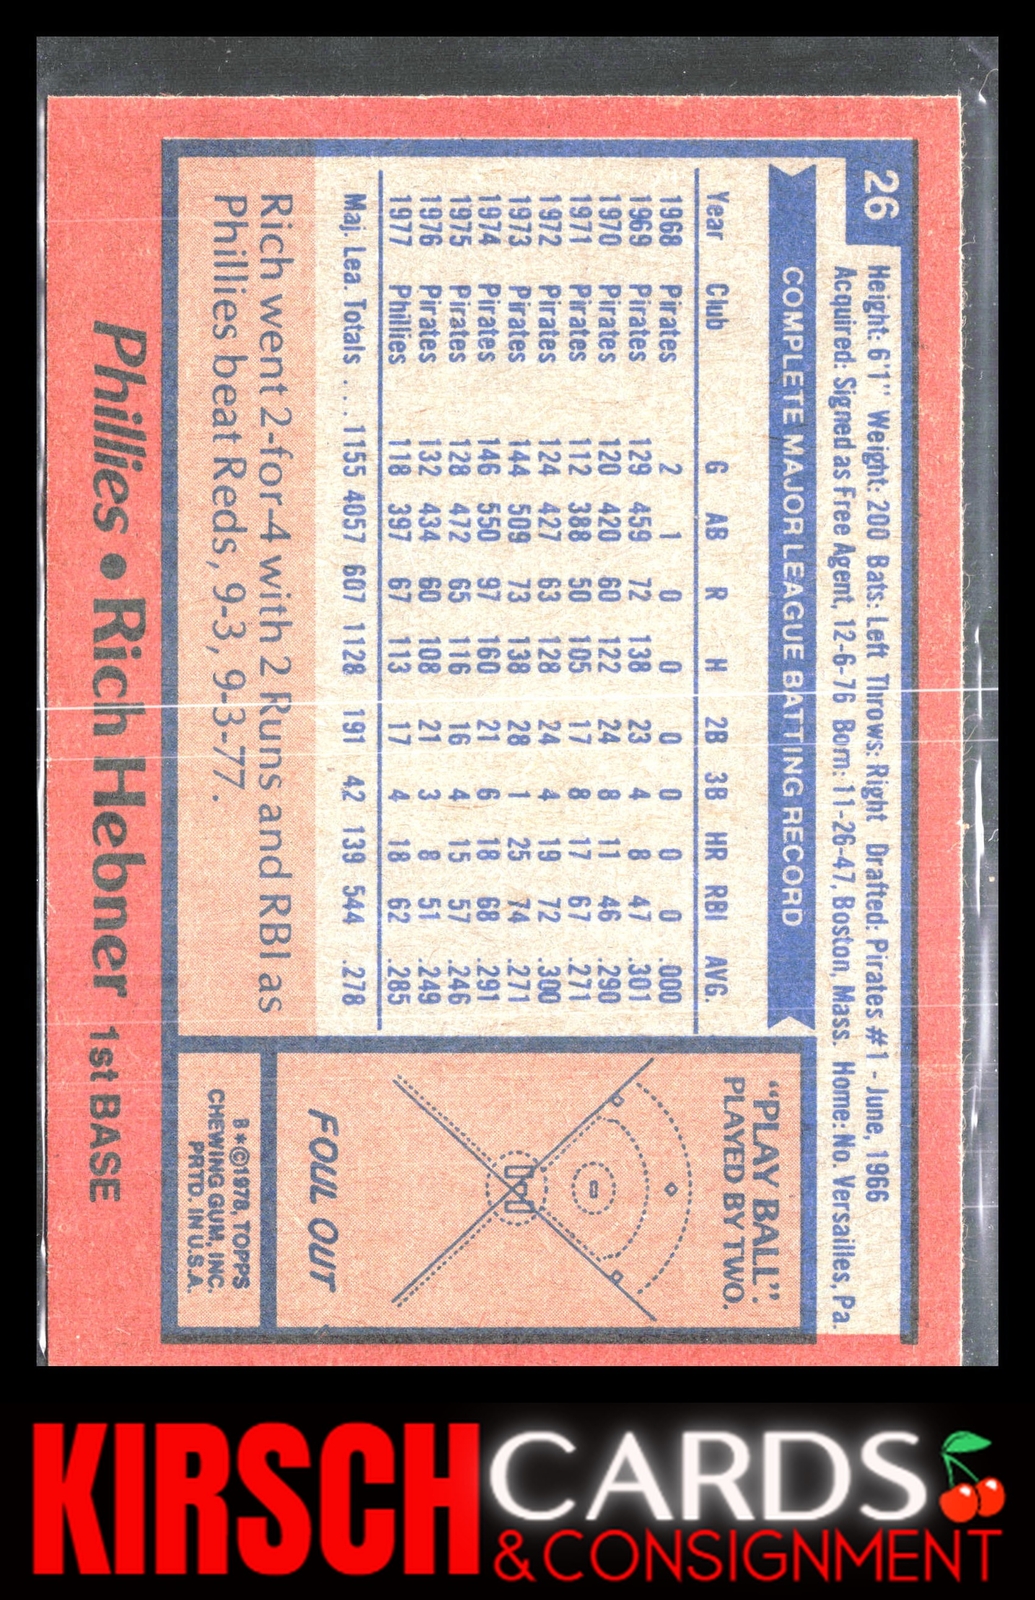 26
Height: 6'1" Weight: 200 Bats: Left Throws: Right Drafted: Pirates #1 - June, 1966
Acquired: Signed as Free Agent, 12-6-76 Born: 11-26-47, Boston, Mass. Home: No. Versailles, Pa.
COMPLETE MAJOR LEAGUE BATTING RECORD
Year Club G AB R H 2B 3B HR RBI AVG.
1968 Pirates 2 1 0 0 0 0 0 0 .000
1969 Pirates 129 459 72 138 23 4 8 47 .301
1970 Pirates 120 420 60 122 24 8 11 46 .290
1971 Pirates 112 388 50 105 17 8 17 67 .271
1972 Pirates 124 427 63 128 24 4 19 72 .300
1973 Pirates 144 509 73 138 28 1 25 74 .271
1974 Pirates 146 550 97 160 21 6 18 68 .291
1975 Pirates 128 472 65 116 16 4 15 57 .246
1976 Pirates 132 434 60 108 21 3 8 51 .249
1977 Phillies 118 397 67 113 17 4 18 62 .285
Maj. Lea. Totals . . . 1155 4057 607 1128 191 42 139 544 .278
Rich went 2-for-4 with 2 Runs and RBI as
Phillies beat Reds, 9-3, 9-3-77.
"PLAY BALL".
PLAYED BY TWO.
FOUL OUT
B*©1978, TOPPS
CHEWING GUM, INC.
PRTD. IN U.S.A.
Phillies • Rich Hebner 1st BASE
KIRSCH CARDS
& CONSIGNMENT